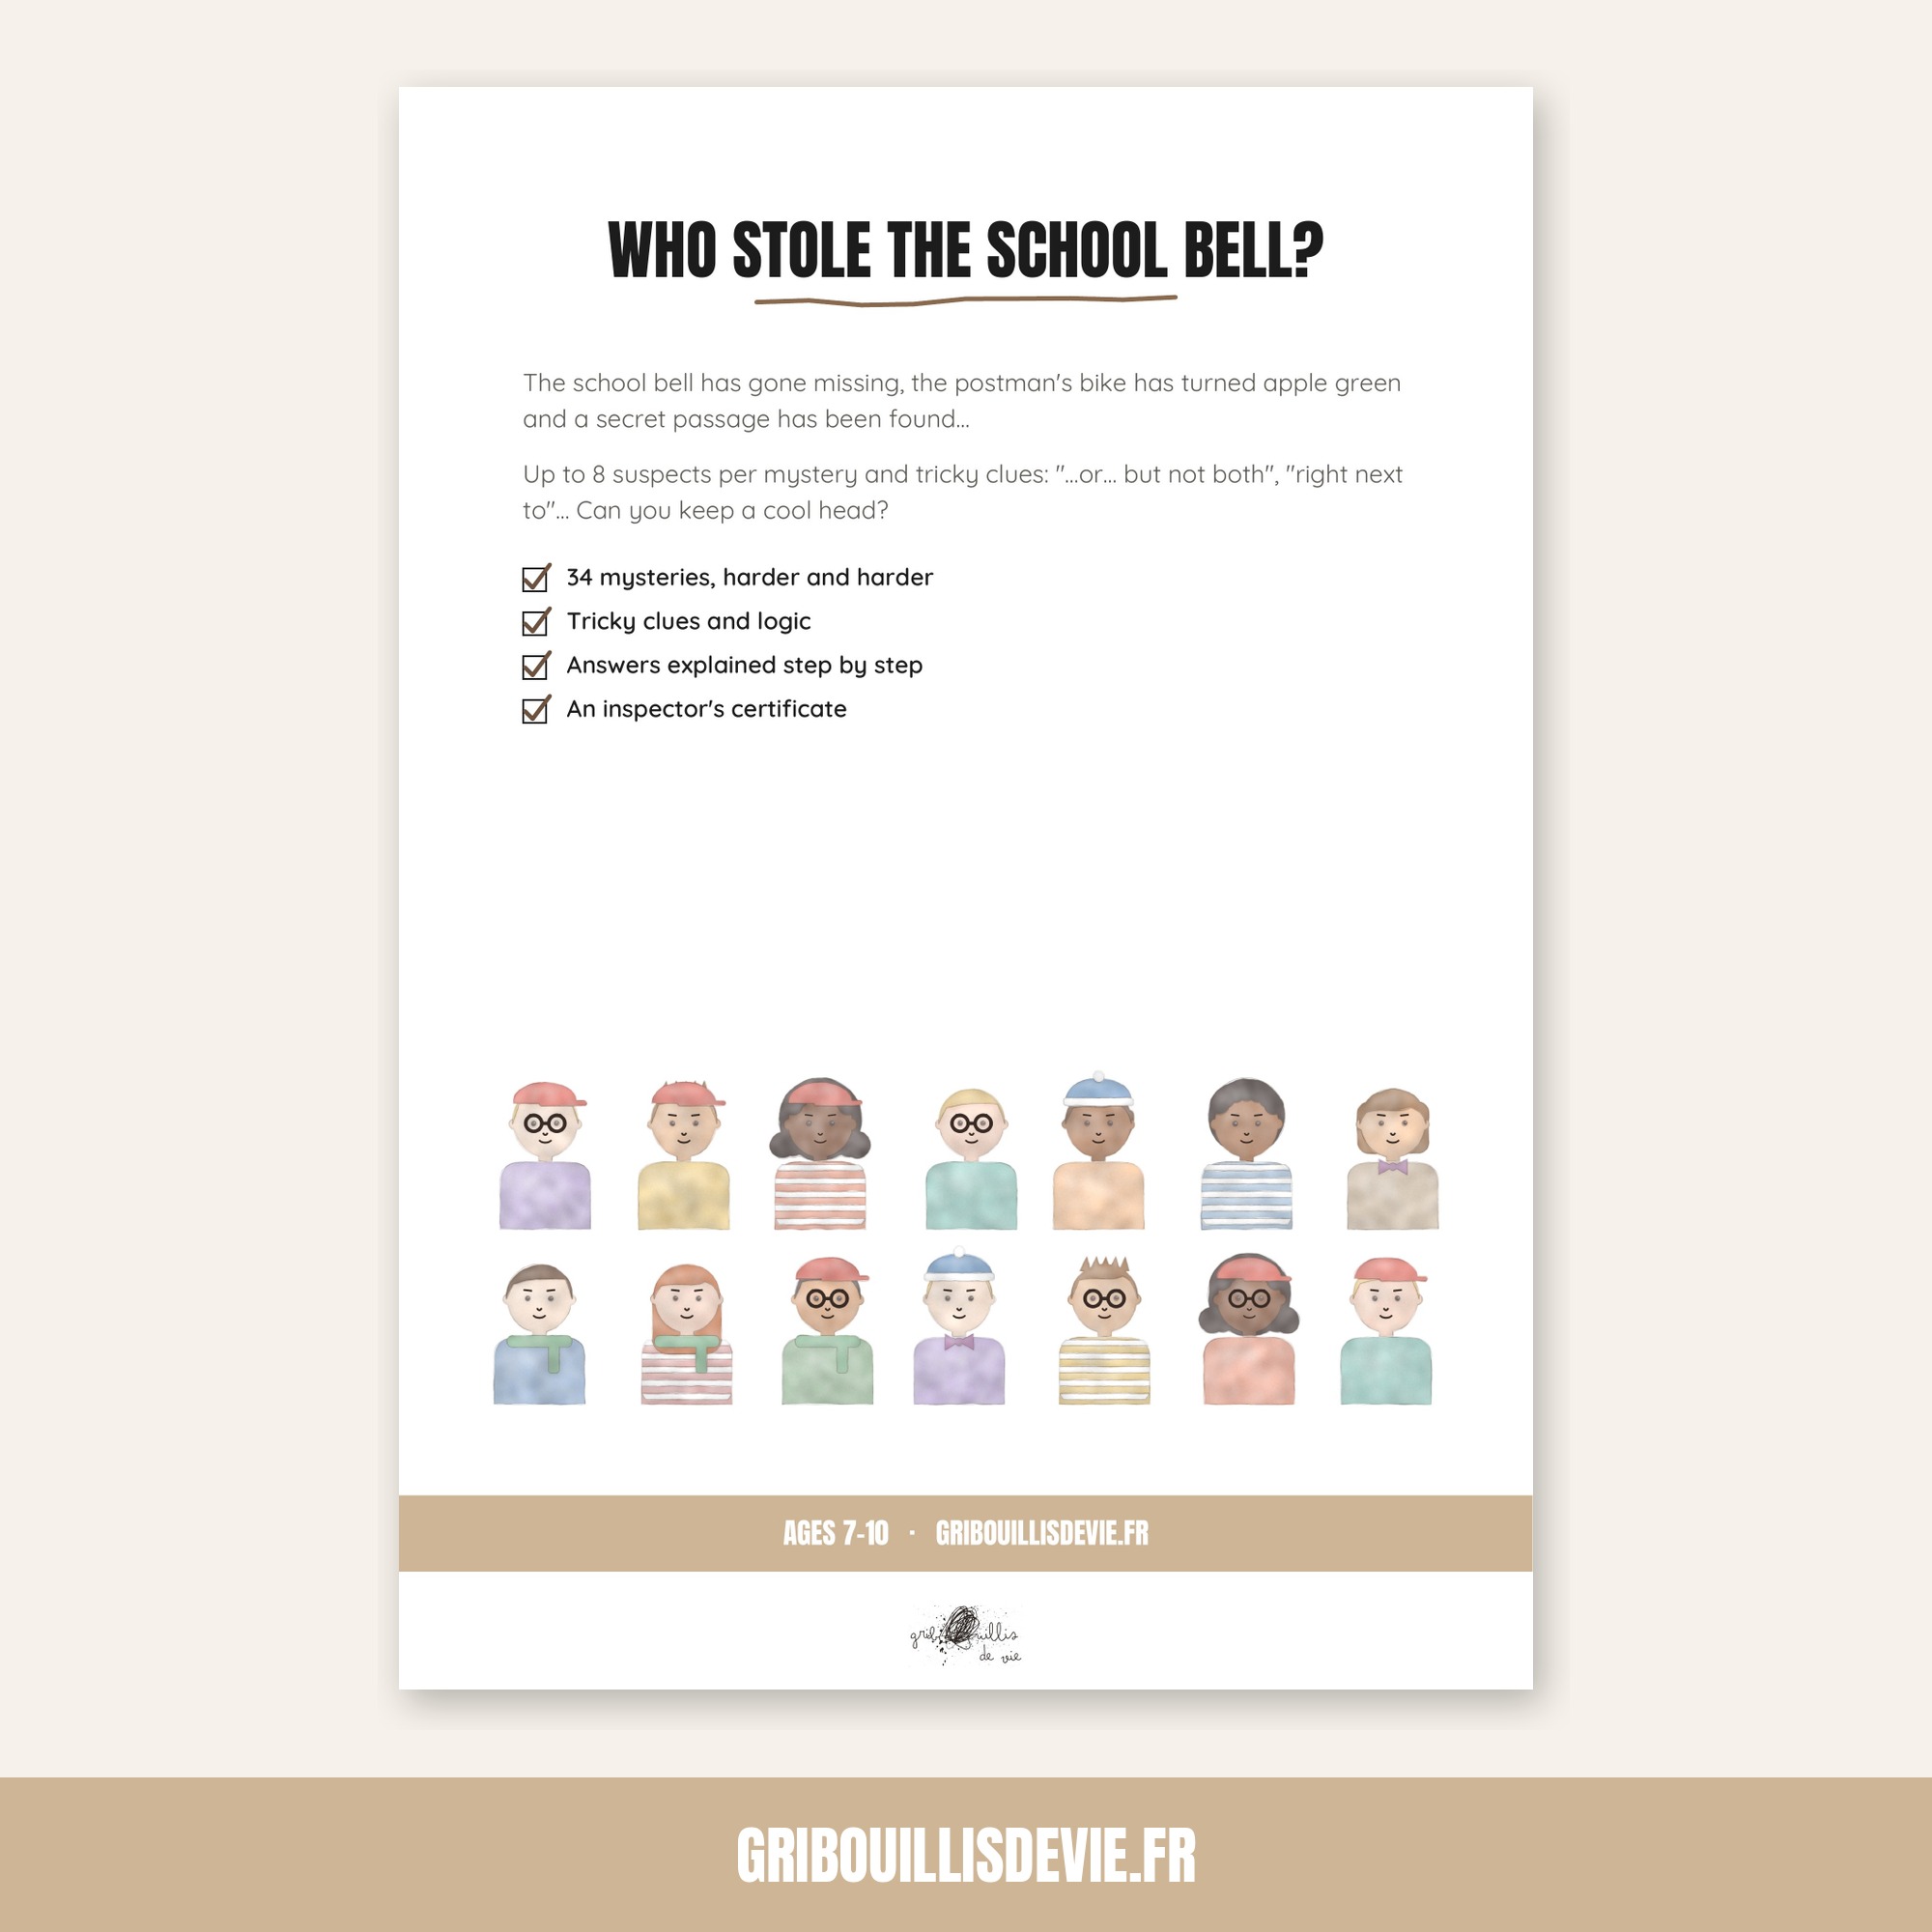 WHO STOLE THE SCHOOL BELL?
The school bell has gone missing, the postman's bike has turned apple green
and a secret passage has been found...
Up to 8 suspects per mystery and tricky clues: "...or... but not both", "right next
to"... Can you keep a cool head?
34 mysteries, harder and harder
Tricky clues and logic
Answers explained step by step
An inspector's certificate
AGES 7-10 · GRIBOUILLISDEVIE.FR
de vie
GRIBOUILLISDEVIE.FR